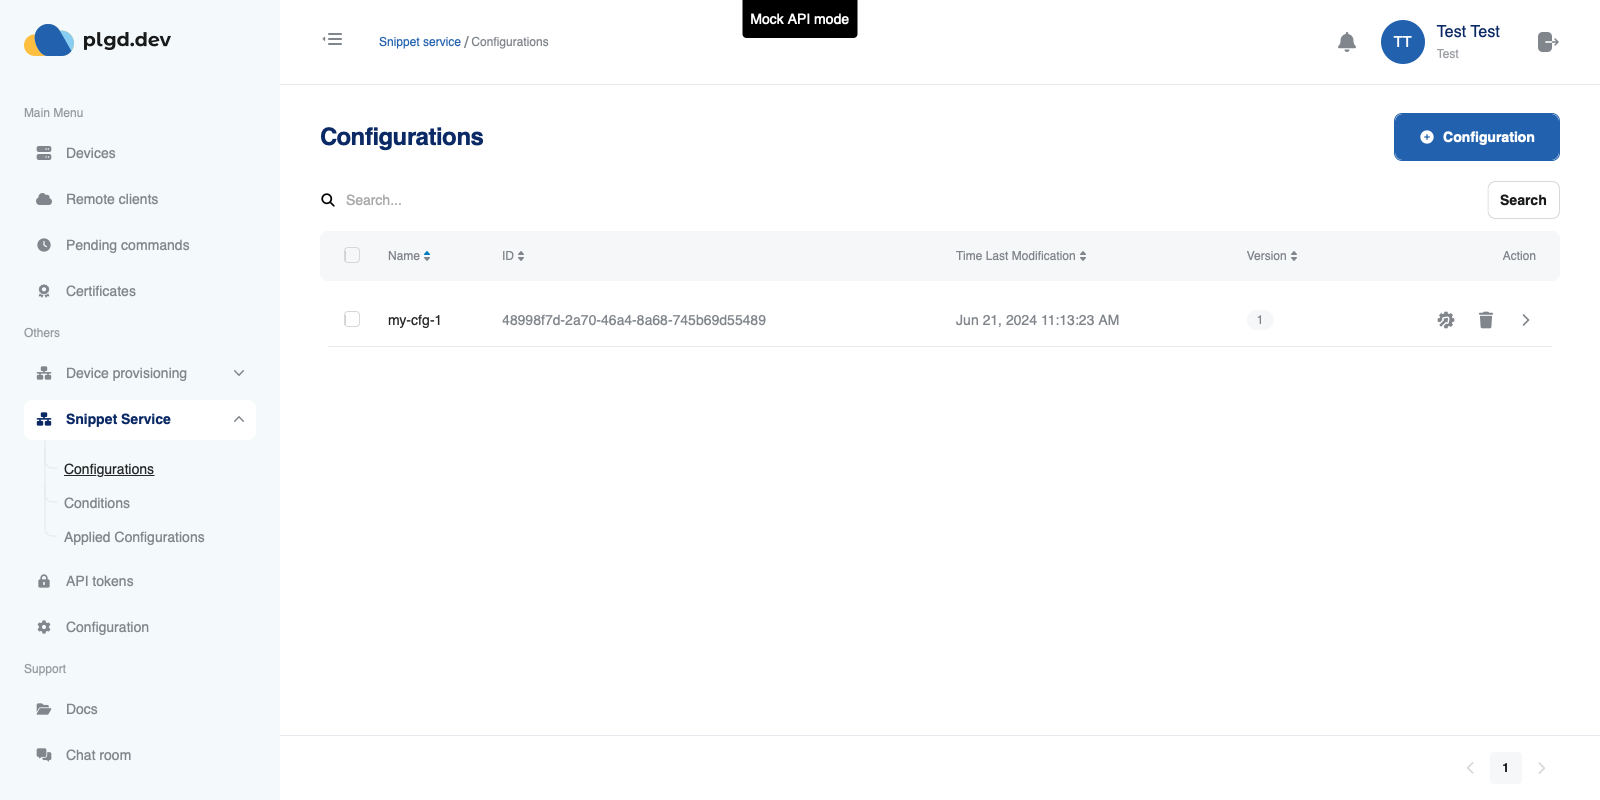 plgd.dev
Mock API mode
Snippet service / Configurations
TT
Test Test
Test
Main Menu
Devices
Remote clients
Pending commands
Certificates
Others
Device provisioning
Snippet Service
Configurations
Conditions
Applied Configurations
API tokens
Configuration
Support
Docs
Chat room
Configurations
Configuration
Search...
Search
Name ID Time Last Modification Version Action
my-cfg-1 48998f7d-2a70-46a4-8a68-745b69d55489 Jun 21, 2024 11:13:23 AM 1
1